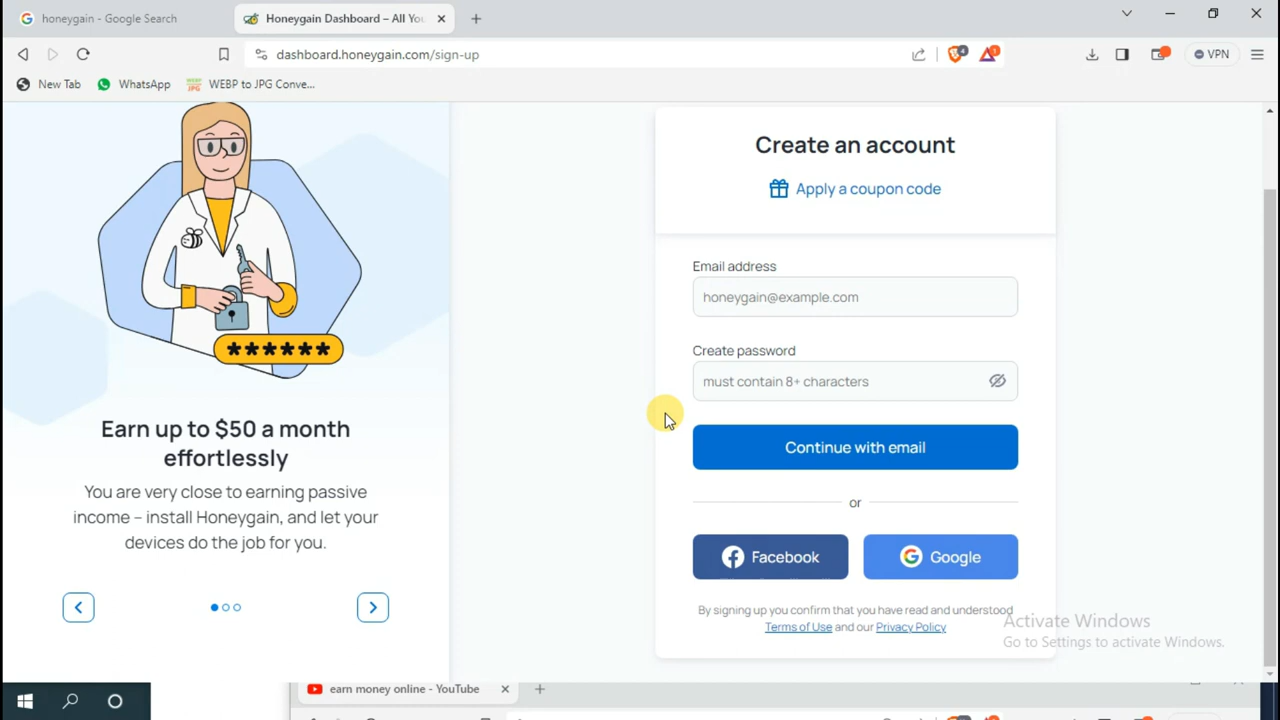 honeygain - Google Search
Honeygain Dashboard – All You
dashboard.honeygain.com/sign-up
4
1
VPN
New Tab
WhatsApp
WEBP to JPG Conve...
Create an account
Apply a coupon code
Email address
honeygain@example.com
Create password
must contain 8+ characters
Continue with email
or
Facebook
Google
By signing up you confirm that you have read and understood
Terms of Use and our Privacy Policy
******
Earn up to $50 a month
effortlessly
You are very close to earning passive
income – install Honeygain, and let your
devices do the job for you.
Activate Windows
Go to Settings to activate Windows.
earn money online - YouTube